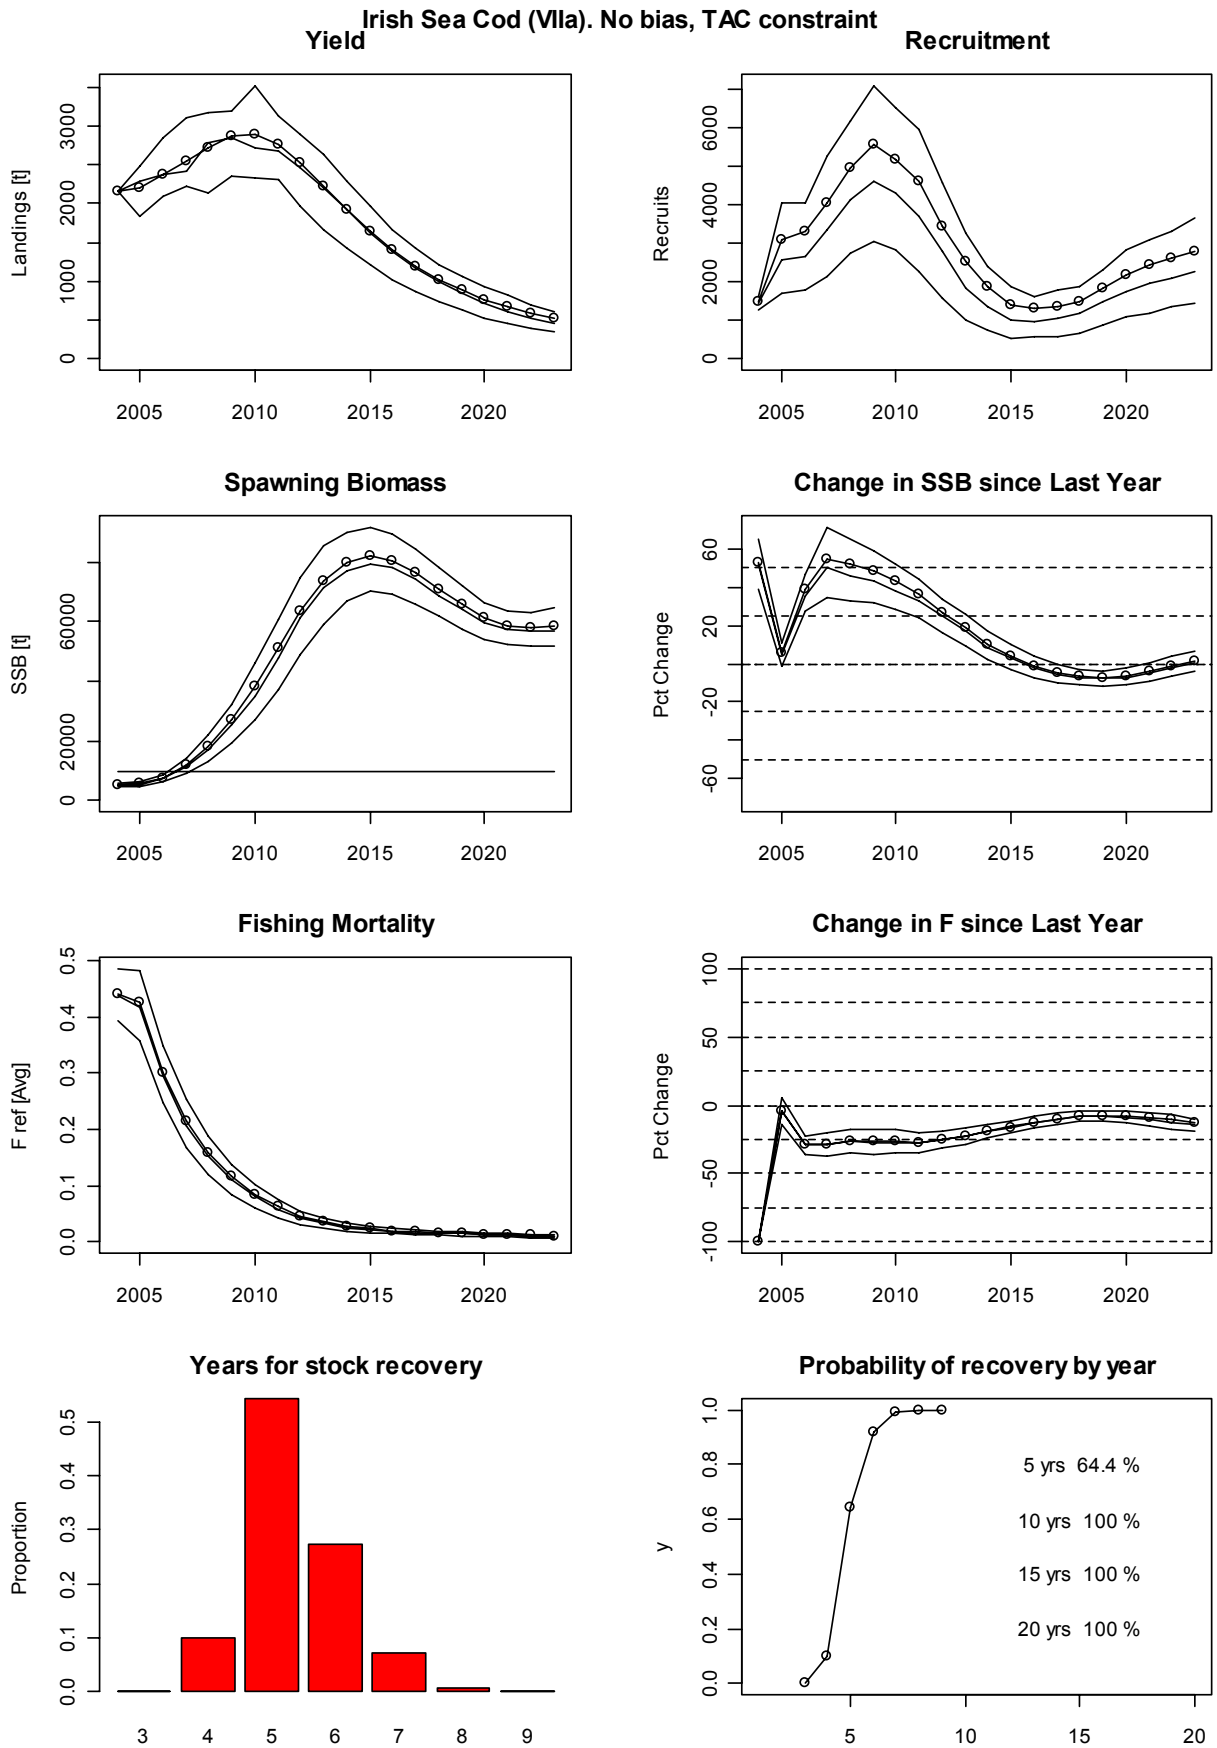 Irish Sea Cod (VIIa). No bias, TAC constraint
Yield
Landings [t]
0 1000 2000 3000
2005 2010 2015 2020
Recruitment
Recruits
0 2000 4000 6000
2005 2010 2015 2020
Spawning Biomass
SSB [t]
0 20000 60000
2005 2010 2015 2020
Change in SSB since Last Year
Pct Change
-60 -20 20 60
2005 2010 2015 2020
Fishing Mortality
F ref [Avg]
0.0 0.1 0.2 0.3 0.4 0.5
2005 2010 2015 2020
Change in F since Last Year
Pct Change
-100 -50 0 50 100
2005 2010 2015 2020
Years for stock recovery
Proportion
0.0 0.1 0.2 0.3 0.4 0.5
3 4 5 6 7 8 9
Probability of recovery by year
y
0.0 0.2 0.4 0.6 0.8 1.0
5 yrs 64.4 %
10 yrs 100 %
15 yrs 100 %
20 yrs 100 %
5 10 15 20